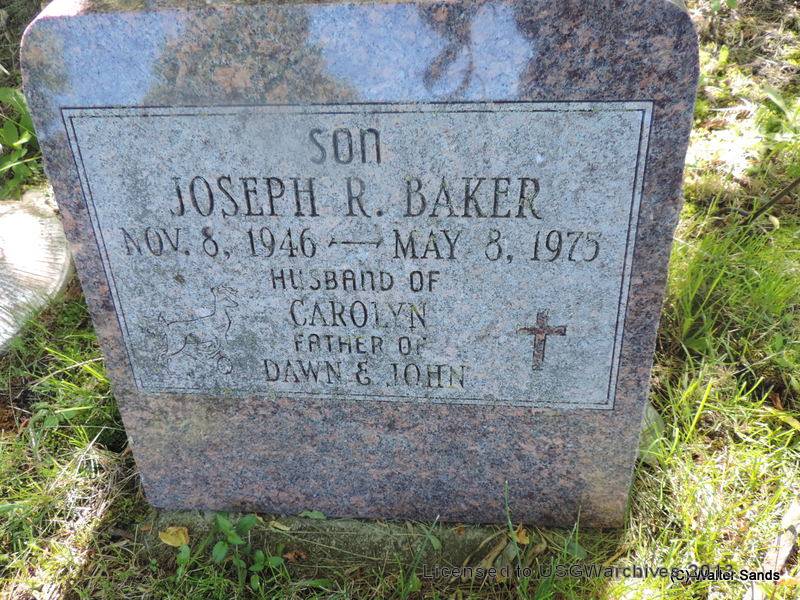 SON
JOSEPH R. BAKER
NOV. 8, 1946 — MAY 8, 1975
HUSBAND OF
CAROLYN
FATHER OF
DAWN & JOHN
Licensed to USGWarchives 2013
(C) Walter Sands